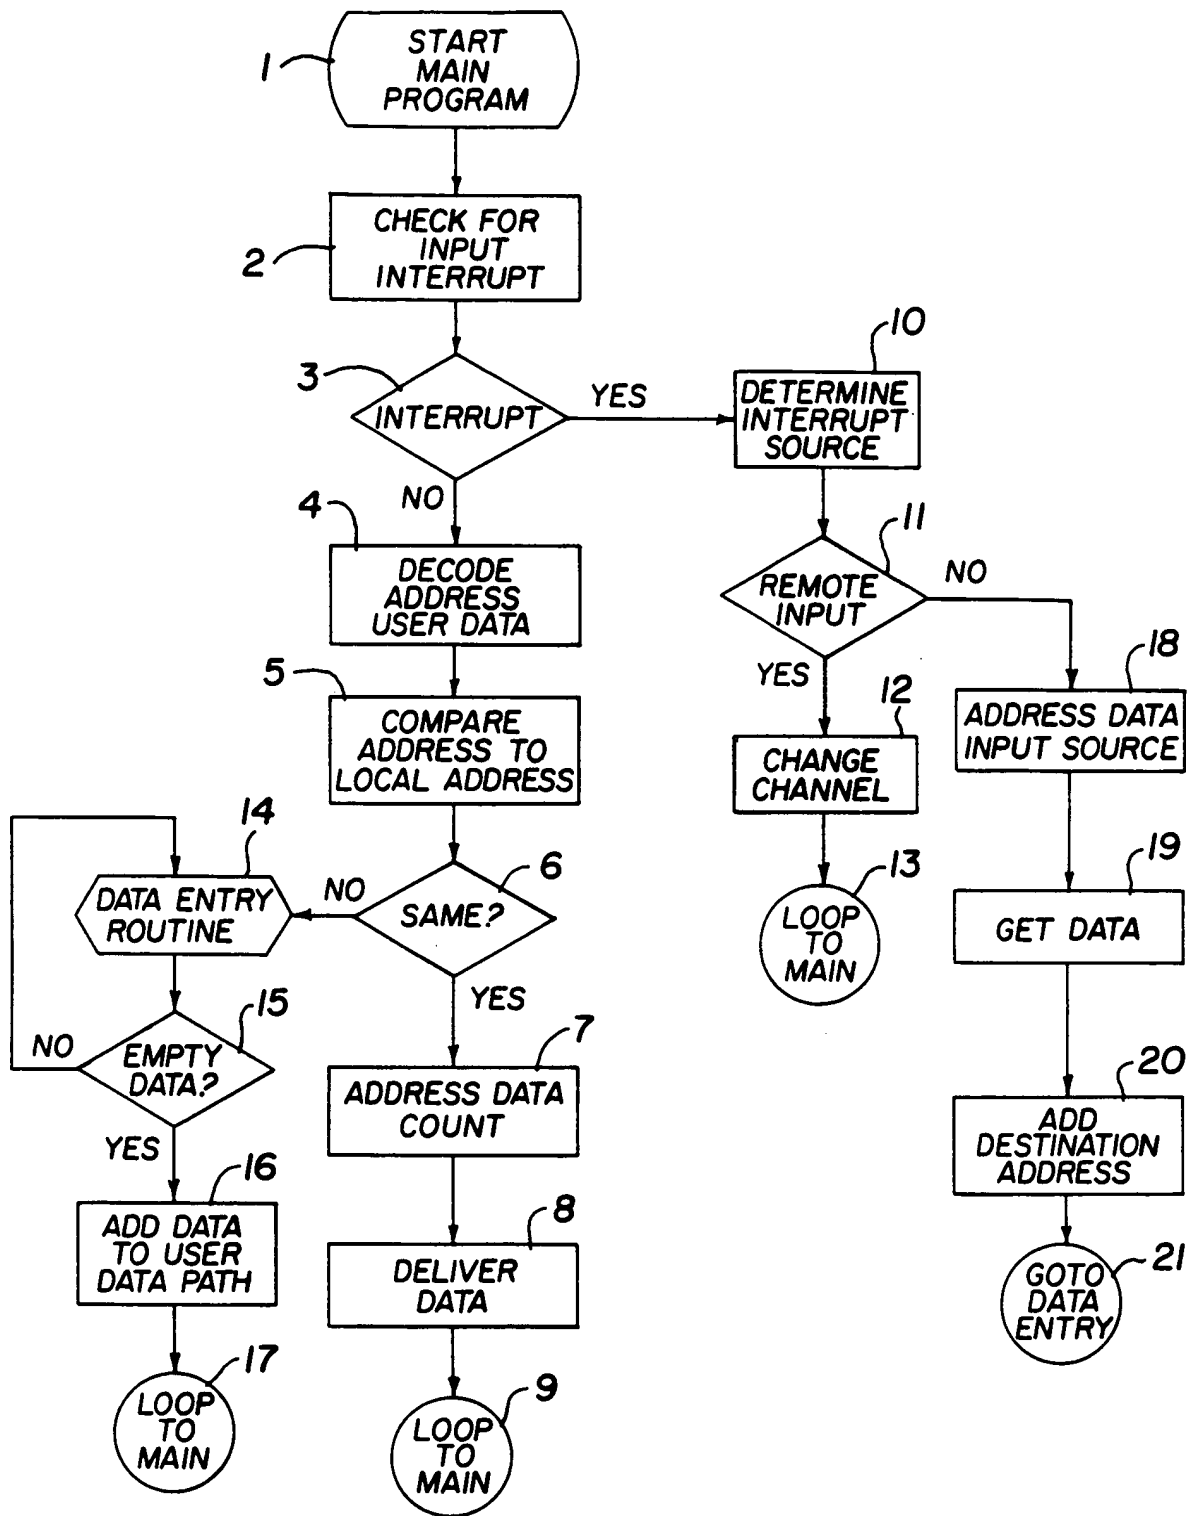 1
START
MAIN
PROGRAM
2
CHECK FOR
INPUT
INTERRUPT
3
INTERRUPT
YES
NO
10
DETERMINE
INTERRUPT
SOURCE
4
DECODE
ADDRESS
USER DATA
11
REMOTE
INPUT
NO
YES
5
COMPARE
ADDRESS TO
LOCAL ADDRESS
12
CHANGE
CHANNEL
18
ADDRESS DATA
INPUT SOURCE
14
DATA ENTRY
ROUTINE
NO
6
SAME?
YES
13
LOOP
TO
MAIN
19
GET DATA
15
EMPTY
DATA?
NO
YES
7
ADDRESS DATA
COUNT
20
ADD
DESTINATION
ADDRESS
16
ADD DATA
TO USER
DATA PATH
8
DELIVER
DATA
21
GOTO
DATA
ENTRY
17
LOOP
TO
MAIN
9
LOOP
TO
MAIN